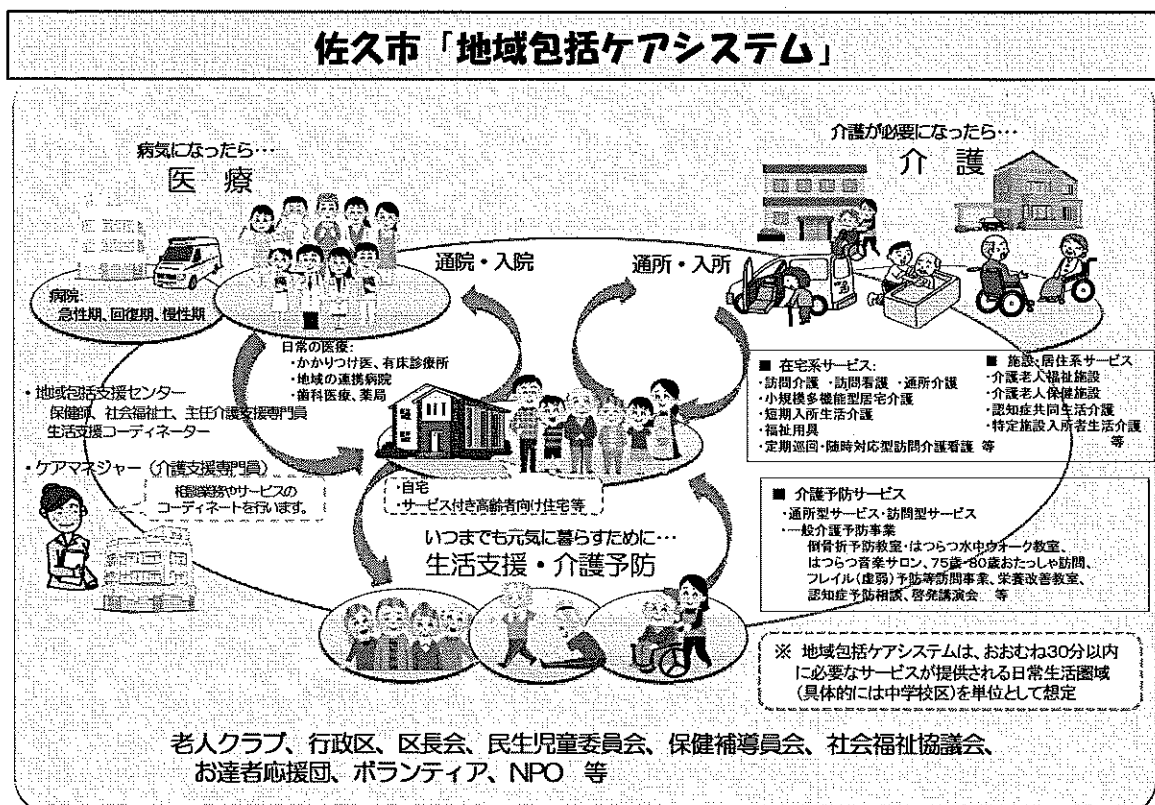 佐久市「地域包括ケアシステム」
病気になったら…
医 療
介護が必要になったら…
介 護
通院・入院
通所・入所
病院:
急性期、回復期、慢性期
日常の医療:
・かかりつけ医、有床診療所
・地域の連携病院
・歯科医療、薬局
・地域包括支援センター
保健師、社会福祉士、主任介護支援専門員
生活支援コーディネーター
・ケアマネジャー(介護支援専門員)
相談業務やサービスの
コーディネートを行います。
■ 在宅系サービス:
・訪問介護 ・訪問看護 ・通所介護
・小規模多機能型居宅介護
・短期入所生活介護
・福祉用具
・定期巡回・随時対応型訪問介護看護 等
■ 施設・居住系サービス
・介護老人福祉施設
・介護老人保健施設
・認知症共同生活介護
・特定施設入所者生活介護
等
・自宅
・サービス付き高齢者向け住宅等
■ 介護予防サービス
・通所型サービス・訪問型サービス
・一般介護予防事業
倒骨折予防教室・はつらつ水中ウォーク教室、
はつらつ音楽サロン、75歳・80歳おたっしゃ訪問、
フレイル(虚弱)予防等訪問事業、栄養改善教室、
認知症予防相談、啓発講演会 等
いつまでも元気に暮らすために…
生活支援・介護予防
※ 地域包括ケアシステムは、おおむね30分以内
に必要なサービスが提供される日常生活圏域
(具体的には中学校区)を単位として想定
老人クラブ、行政区、区長会、民生児童委員会、保健補導員会、社会福祉協議会、
お達者応援団、ボランティア、NPO 等